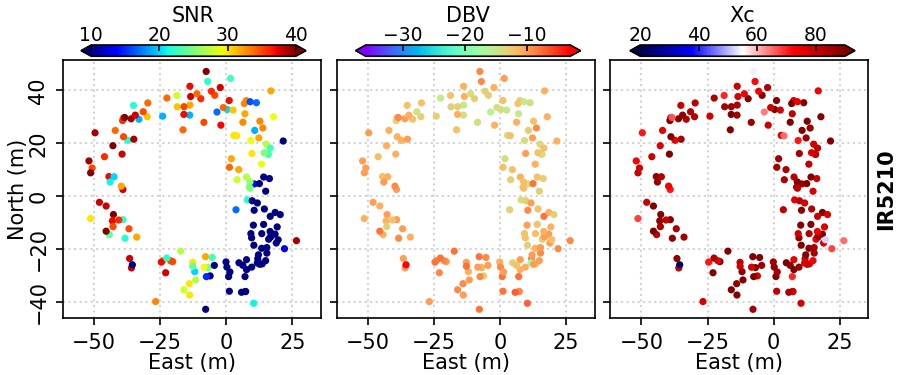 SNR DBV Xc
10 20 30 40 −30 −20 −10 20 40 60 80
40
20
0
−20
−40
North (m)
−50 −25 0 25 −50 −25 0 25 −50 −25 0 25
East (m) East (m) East (m)
IR5210